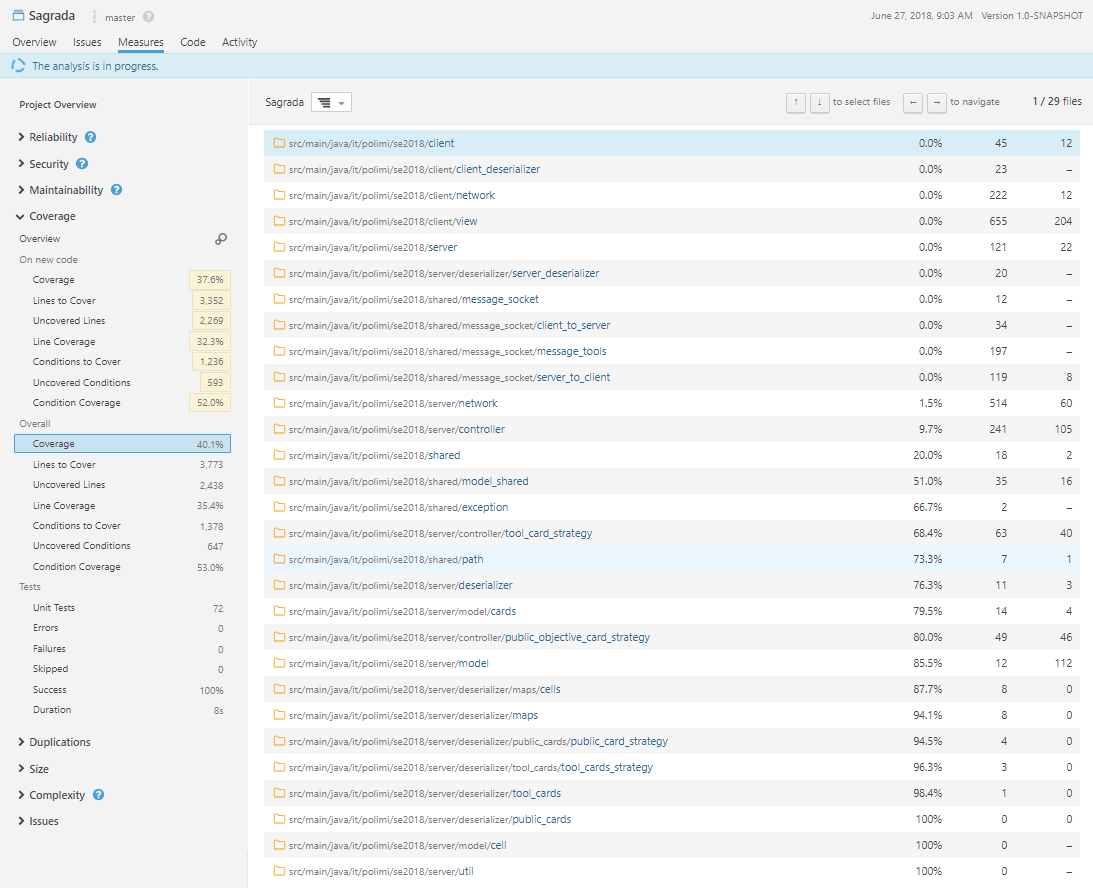 Sagrada master ? June 27, 2018, 9:03 AM Version 1.0-SNAPSHOT
Overview Issues Measures Code Activity
The analysis is in progress.
Project Overview
Reliability ?
Security ?
Maintainability ?
Coverage
Overview
On new code
Coverage 37.6%
Lines to Cover 3,352
Uncovered Lines 2,269
Line Coverage 32.3%
Conditions to Cover 1,236
Uncovered Conditions 593
Condition Coverage 52.0%
Overall
Coverage 40.1%
Lines to Cover 3,773
Uncovered Lines 2,438
Line Coverage 35.4%
Conditions to Cover 1,378
Uncovered Conditions 647
Condition Coverage 53.0%
Tests
Unit Tests 72
Errors 0
Failures 0
Skipped 0
Success 100%
Duration 8s
Duplications
Size
Complexity ?
Issues
Sagrada ↑ ↓ to select files ← → to navigate 1 / 29 files
src/main/java/it/polimi/se2018/client 0.0% 45 12
src/main/java/it/polimi/se2018/client/client_deserializer 0.0% 23 –
src/main/java/it/polimi/se2018/client/network 0.0% 222 12
src/main/java/it/polimi/se2018/client/view 0.0% 655 204
src/main/java/it/polimi/se2018/server 0.0% 121 22
src/main/java/it/polimi/se2018/server/deserializer/server_deserializer 0.0% 20 –
src/main/java/it/polimi/se2018/shared/message_socket 0.0% 12 –
src/main/java/it/polimi/se2018/shared/message_socket/client_to_server 0.0% 34 –
src/main/java/it/polimi/se2018/shared/message_socket/message_tools 0.0% 197 –
src/main/java/it/polimi/se2018/shared/message_socket/server_to_client 0.0% 119 8
src/main/java/it/polimi/se2018/server/network 1.5% 514 60
src/main/java/it/polimi/se2018/server/controller 9.7% 241 105
src/main/java/it/polimi/se2018/shared 20.0% 18 2
src/main/java/it/polimi/se2018/shared/model_shared 51.0% 35 16
src/main/java/it/polimi/se2018/shared/exception 66.7% 2 –
src/main/java/it/polimi/se2018/server/controller/tool_card_strategy 68.4% 63 40
src/main/java/it/polimi/se2018/shared/path 73.3% 7 1
src/main/java/it/polimi/se2018/server/deserializer 76.3% 11 3
src/main/java/it/polimi/se2018/server/model/cards 79.5% 14 4
src/main/java/it/polimi/se2018/server/controller/public_objective_card_strategy 80.0% 49 46
src/main/java/it/polimi/se2018/server/model 85.5% 12 112
src/main/java/it/polimi/se2018/server/deserializer/maps/cells 87.7% 8 0
src/main/java/it/polimi/se2018/server/deserializer/maps 94.1% 8 0
src/main/java/it/polimi/se2018/server/deserializer/public_cards/public_card_strategy 94.5% 4 0
src/main/java/it/polimi/se2018/server/deserializer/tool_cards/tool_cards_strategy 96.3% 3 0
src/main/java/it/polimi/se2018/server/deserializer/tool_cards 98.4% 1 0
src/main/java/it/polimi/se2018/server/deserializer/public_cards 100% 0 0
src/main/java/it/polimi/se2018/server/model/cell 100% 0 –
src/main/java/it/polimi/se2018/server/util 100% 0 –